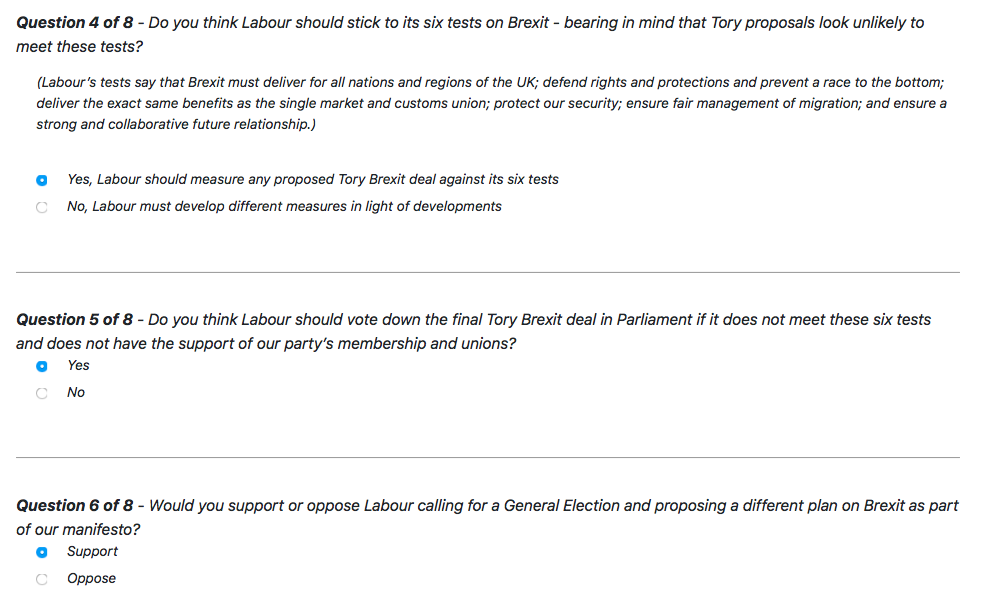 Question 4 of 8 - Do you think Labour should stick to its six tests on Brexit - bearing in mind that Tory proposals look unlikely to
meet these tests?
(Labour's tests say that Brexit must deliver for all nations and regions of the UK; defend rights and protections and prevent a race to the bottom;
deliver the exact same benefits as the single market and customs union; protect our security; ensure fair management of migration; and ensure a
strong and collaborative future relationship.)
Yes, Labour should measure any proposed Tory Brexit deal against its six tests
No, Labour must develop different measures in light of developments
Question 5 of 8 - Do you think Labour should vote down the final Tory Brexit deal in Parliament if it does not meet these six tests
and does not have the support of our party's membership and unions?
Yes
No
Question 6 of 8 - Would you support or oppose Labour calling for a General Election and proposing a different plan on Brexit as part
of our manifesto?
Support
Oppose